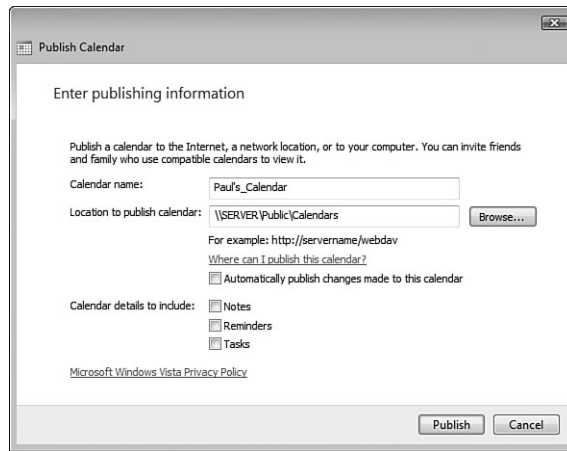 Publish Calendar
Enter publishing information
Publish a calendar to the Internet, a network location, or to your computer. You can invite friends
and family who use compatible calendars to view it.
Calendar name: Paul's_Calendar
Location to publish calendar: \\SERVER\Public\Calendars Browse...
For example: http://servername/webdav
Where can I publish this calendar?
Automatically publish changes made to this calendar
Calendar details to include: Notes
Reminders
Tasks
Microsoft Windows Vista Privacy Policy
Publish Cancel